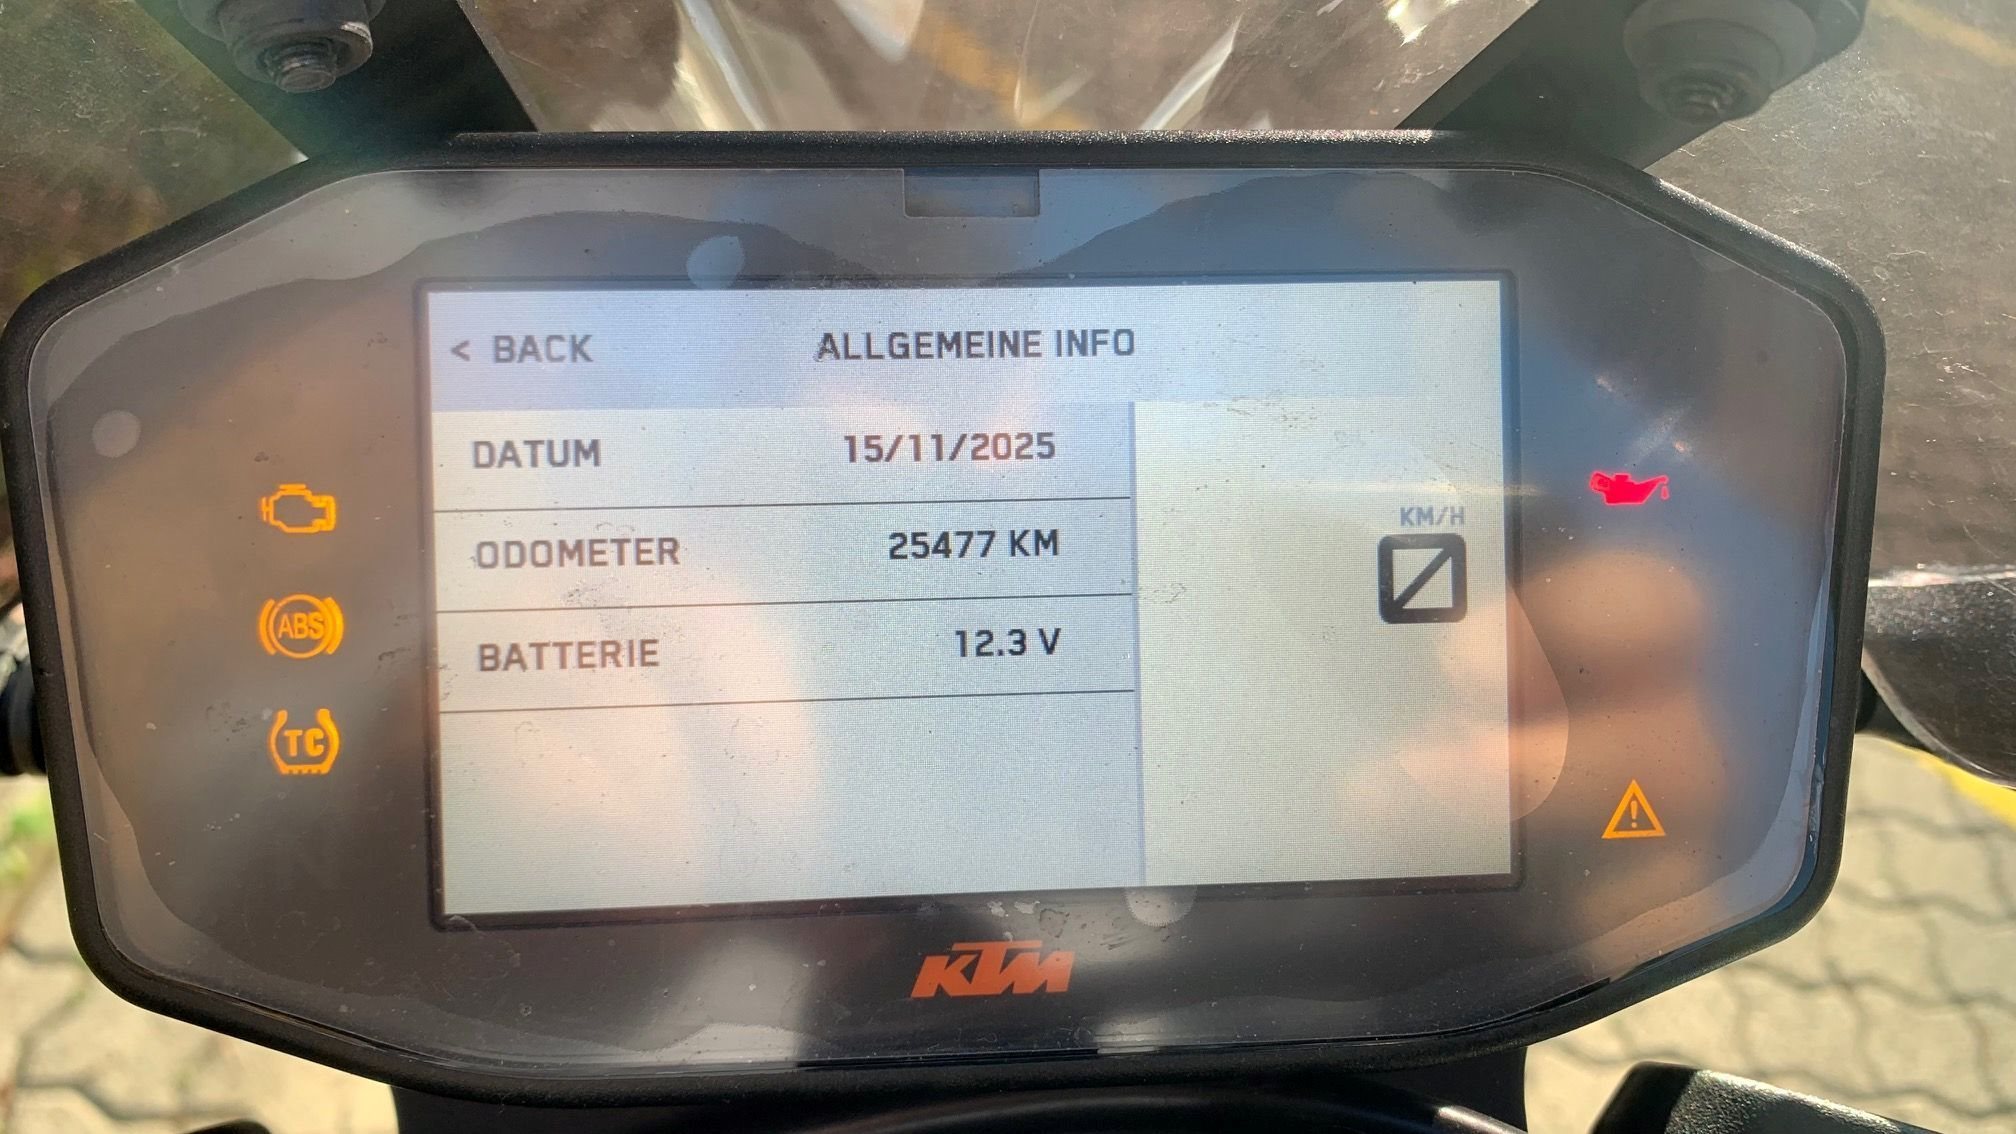 < BACK
ALLGEMEINE INFO
DATUM 15/11/2025
ODOMETER 25477 KM
BATTERIE 12.3 V
KM/H
ABS
TC
KTM